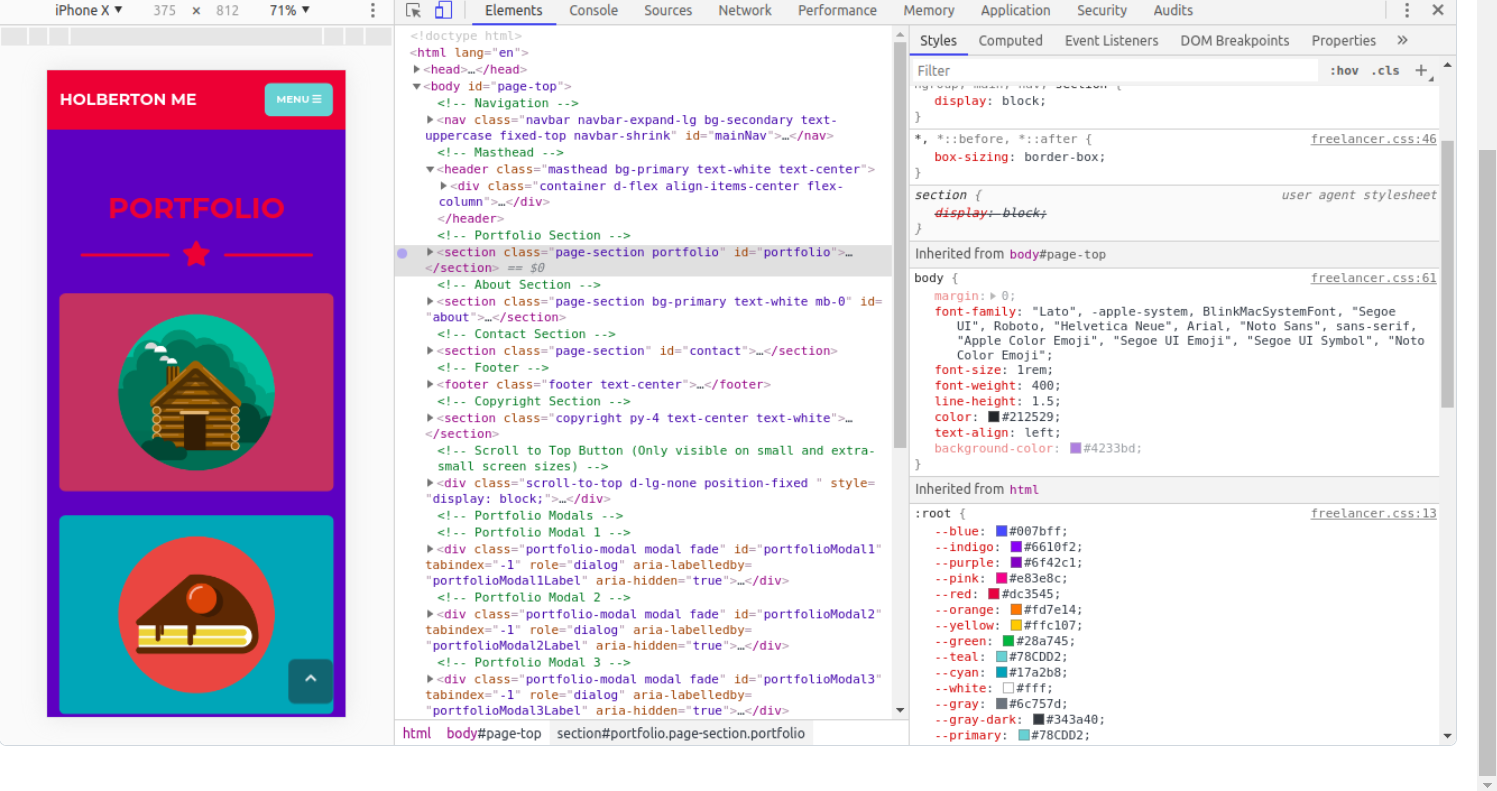 iPhone X ▼ 375 × 812 71% ▼
Elements Console Sources Network Performance Memory Application Security Audits
HOLBERTON ME
MENU
PORTFOLIO
<!doctype html>
<html lang="en">
<head>…</head>
<body id="page-top">
<!-- Navigation -->
<nav class="navbar navbar-expand-lg bg-secondary text-
uppercase fixed-top navbar-shrink" id="mainNav">…</nav>
<!-- Masthead -->
<header class="masthead bg-primary text-white text-center">
<div class="container d-flex align-items-center flex-
column">…</div>
</header>
<!-- Portfolio Section -->
<section class="page-section portfolio" id="portfolio">…
</section> == $0
<!-- About Section -->
<section class="page-section bg-primary text-white mb-0" id=
"about">…</section>
<!-- Contact Section -->
<section class="page-section" id="contact">…</section>
<!-- Footer -->
<footer class="footer text-center">…</footer>
<!-- Copyright Section -->
<section class="copyright py-4 text-center text-white">…
</section>
<!-- Scroll to Top Button (Only visible on small and extra-
small screen sizes) -->
<div class="scroll-to-top d-lg-none position-fixed " style=
"display: block;">…</div>
<!-- Portfolio Modals -->
<!-- Portfolio Modal 1 -->
<div class="portfolio-modal modal fade" id="portfolioModal1"
tabindex="-1" role="dialog" aria-labelledby=
"portfolioModal1Label" aria-hidden="true">…</div>
<!-- Portfolio Modal 2 -->
<div class="portfolio-modal modal fade" id="portfolioModal2"
tabindex="-1" role="dialog" aria-labelledby=
"portfolioModal2Label" aria-hidden="true">…</div>
<!-- Portfolio Modal 3 -->
<div class="portfolio-modal modal fade" id="portfolioModal3"
tabindex="-1" role="dialog" aria-labelledby=
"portfolioModal3Label" aria-hidden="true">…</div>
html body#page-top section#portfolio.page-section.portfolio
Styles Computed Event Listeners DOM Breakpoints Properties »
Filter :hov .cls +
main, nav, section {
display: block;
}
*, *::before, *::after { freelancer.css:46
box-sizing: border-box;
}
section { user agent stylesheet
display: block;
}
Inherited from body#page-top
body { freelancer.css:61
margin: 0;
font-family: "Lato", -apple-system, BlinkMacSystemFont, "Segoe
UI", Roboto, "Helvetica Neue", Arial, "Noto Sans", sans-serif,
"Apple Color Emoji", "Segoe UI Emoji", "Segoe UI Symbol", "Noto
Color Emoji";
font-size: 1rem;
font-weight: 400;
line-height: 1.5;
color: #212529;
text-align: left;
background-color: #4233bd;
}
Inherited from html
:root { freelancer.css:13
--blue: #007bff;
--indigo: #6610f2;
--purple: #6f42c1;
--pink: #e83e8c;
--red: #dc3545;
--orange: #fd7e14;
--yellow: #ffc107;
--green: #28a745;
--teal: #78CDD2;
--cyan: #17a2b8;
--white: #fff;
--gray: #6c757d;
--gray-dark: #343a40;
--primary: #78CDD2;